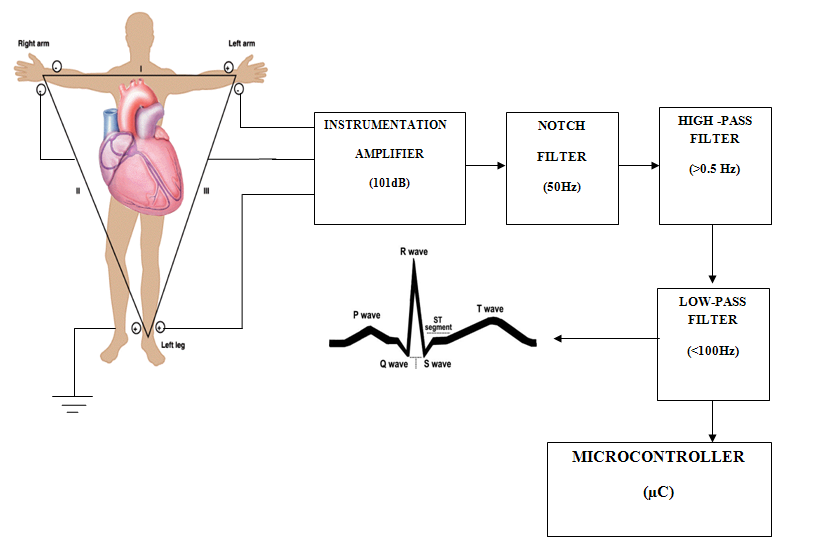 Right arm
Left arm
-
I
+
-
-
INSTRUMENTATION
AMPLIFIER
(101dB)
NOTCH
FILTER
(50Hz)
HIGH -PASS
FILTER
(>0.5 Hz)
II
III
R wave
P wave
ST
segment
T wave
Q wave
S wave
LOW-PASS
FILTER
(<100Hz)
+
+
Left leg
MICROCONTROLLER
(µC)